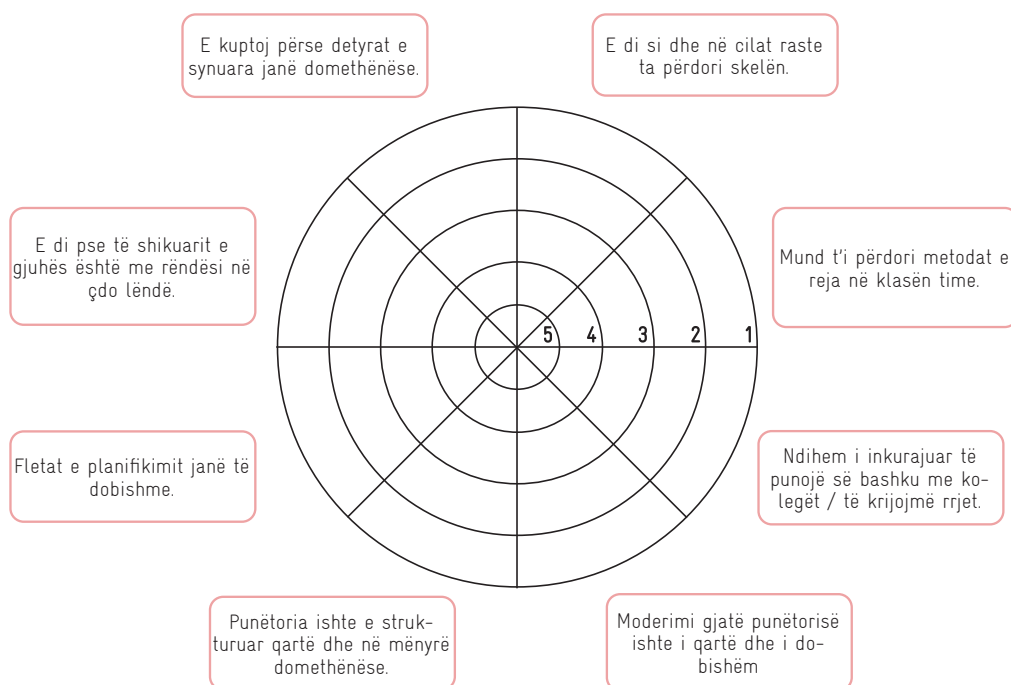 E kuptoj përse detyrat e
synuara janë domethënëse.
E di si dhe në cilat raste
ta përdori skelën.
E di pse të shikuarit e
gjuhës është me rëndësi në
çdo lëndë.
Mund t'i përdori metodat e
reja në klasën time.
5 4 3 2 1
Fletat e planifikimit janë të
dobishme.
Ndihem i inkurajuar të
punojë së bashku me ko-
legët / të krijojmë rrjet.
Punëtoria ishte e struk-
turuar qartë dhe në mënyrë
domethënëse.
Moderimi gjatë punëtorisë
ishte i qartë dhe i do-
bishëm